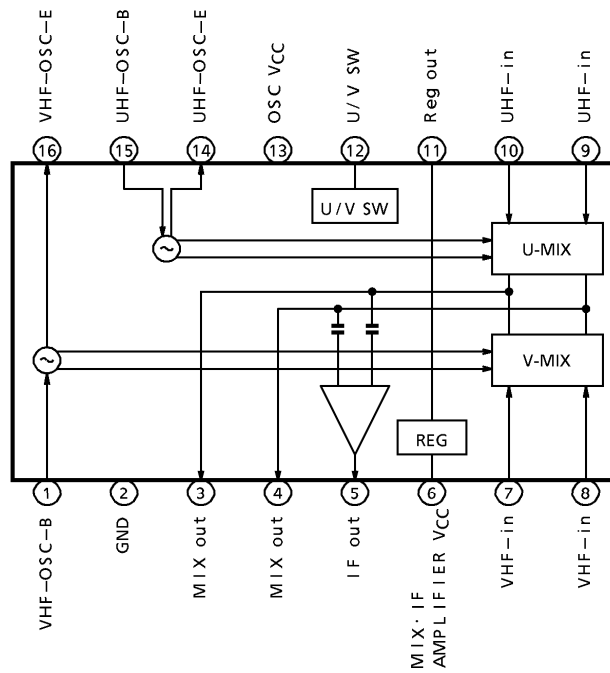 VHF–OSC–E
UHF–OSC–B
UHF–OSC–E
OSC VCC
U/V SW
Reg out
UHF–in
UHF–in
16
15
14
13
12
11
10
9
U/V SW
U-MIX
V-MIX
REG
1
2
3
4
5
6
7
8
VHF–OSC–B
GND
MIX out
MIX out
IF out
MIX·IF
AMPLIFIER VCC
VHF–in
VHF–in